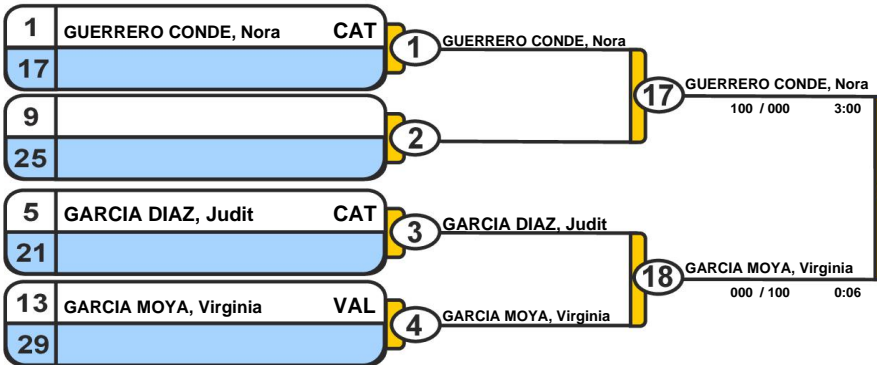 1 GUERRERO CONDE, Nora CAT
17
1
GUERRERO CONDE, Nora
9
25
2
17
GUERRERO CONDE, Nora
100 / 000 3:00
5 GARCIA DIAZ, Judit CAT
21
3
GARCIA DIAZ, Judit
13 GARCIA MOYA, Virginia VAL
29
4
GARCIA MOYA, Virginia
18
GARCIA MOYA, Virginia
000 / 100 0:06